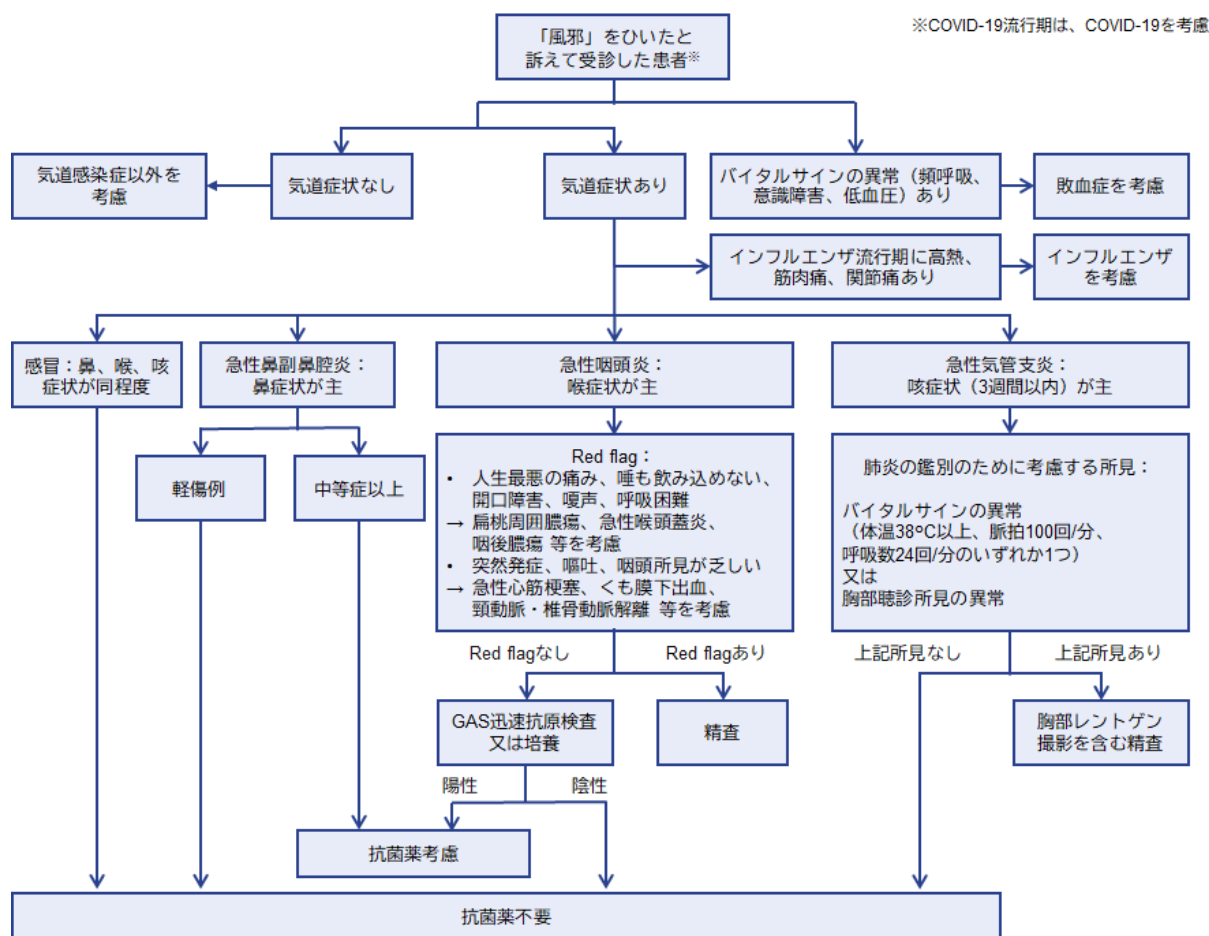 ※COVID-19流行期は、COVID-19を考慮
「風邪」をひいたと
訴えて受診した患者※
気道感染症以外を
考慮
気道症状なし
気道症状あり
バイタルサインの異常（頻呼吸、
意識障害、低血圧）あり
敗血症を考慮
インフルエンザ流行期に高熱、
筋肉痛、関節痛あり
インフルエンザ
を考慮
感冒：鼻、喉、咳
症状が同程度
急性鼻副鼻腔炎：
鼻症状が主
急性咽頭炎：
喉症状が主
急性気管支炎：
咳症状（3週間以内）が主
軽傷例
中等症以上
Red flag：
• 人生最悪の痛み、唾も飲み込めない、
開口障害、嗄声、呼吸困難
→ 扁桃周囲膿瘍、急性喉頭蓋炎、
咽後膿瘍 等を考慮
• 突然発症、嘔吐、咽頭所見が乏しい
→ 急性心筋梗塞、くも膜下出血、
頸動脈・椎骨動脈解離 等を考慮
肺炎の鑑別のために考慮する所見：
バイタルサインの異常
（体温38℃以上、脈拍100回/分、
呼吸数24回/分のいずれか1つ）
又は
胸部聴診所見の異常
Red flagなし
Red flagあり
上記所見なし
上記所見あり
GAS迅速抗原検査
又は培養
精査
胸部レントゲン
撮影を含む精査
陽性
陰性
抗菌薬考慮
抗菌薬不要